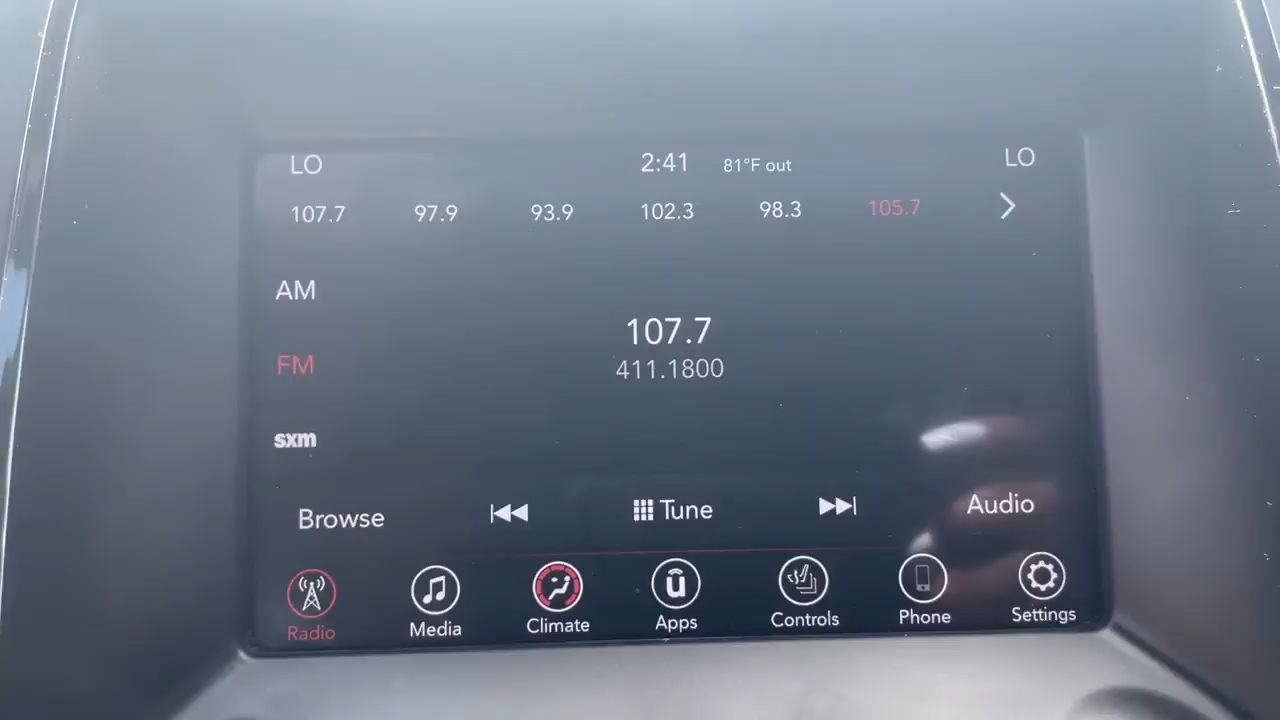 LO 2:41 81°F out LO
107.7 97.9 93.9 102.3 98.3 105.7
AM
107.7
FM
411.1800
sxm
Browse Tune Audio
Radio Media Climate Apps Controls Phone Settings